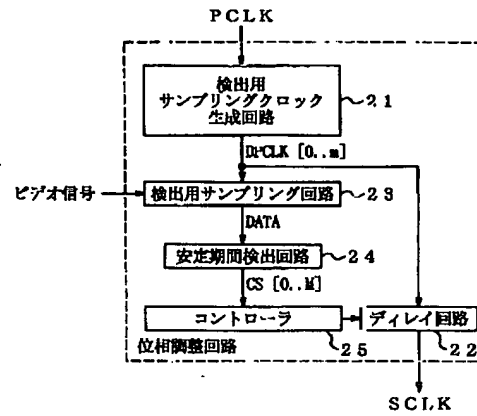 PCLK
検出用
サンプリングクロック
生成回路
21
DPCLK [0..m]
ビデオ信号
検出用サンプリング回路
23
DATA
安定期間検出回路
24
CS [0..M]
コントローラ
ディレイ回路
位相調整回路
25
22
SCLK